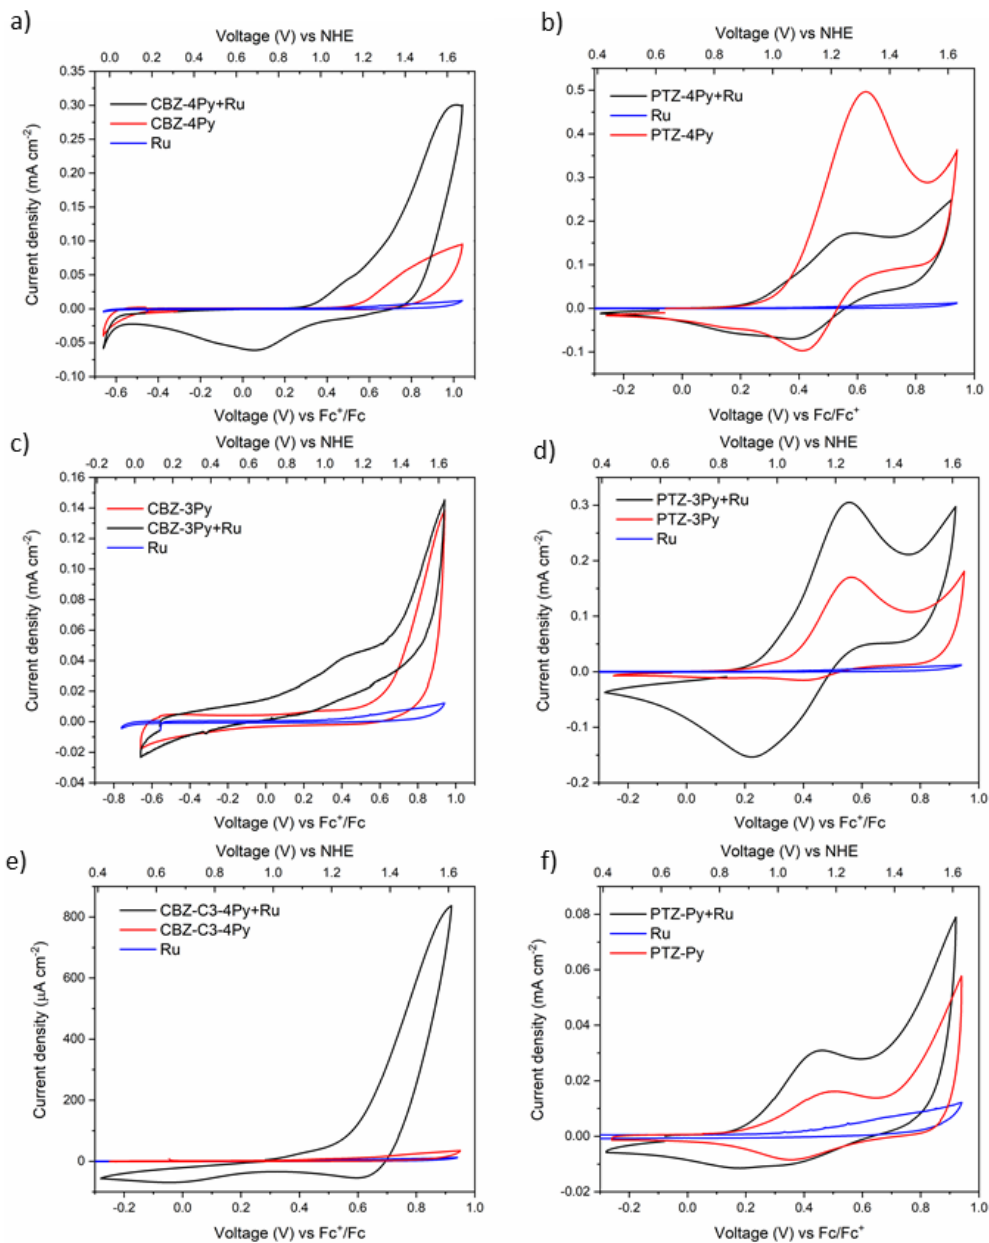 a)
Voltage (V) vs NHE
0.0 0.2 0.4 0.6 0.8 1.0 1.2 1.4 1.6
0.35
0.30
0.25
0.20
0.15
0.10
0.05
0.00
-0.05
-0.10
Current density (mA cm⁻²)
CBZ-4Py+Ru
CBZ-4Py
Ru
-0.6 -0.4 -0.2 0.0 0.2 0.4 0.6 0.8 1.0
Voltage (V) vs Fc⁺/Fc
b)
Voltage (V) vs NHE
0.4 0.6 0.8 1.0 1.2 1.4 1.6
0.5
0.4
0.3
0.2
0.1
0.0
-0.1
Current density (mA cm⁻²)
PTZ-4Py+Ru
Ru
PTZ-4Py
0.0 0.2 0.4 0.6 0.8 1.0
Voltage (V) vs Fc/Fc⁺
c)
Voltage (V) vs NHE
-0.2 0.0 0.2 0.4 0.6 0.8 1.0 1.2 1.4 1.6
0.16
0.14
0.12
0.10
0.08
0.06
0.04
0.02
0.00
-0.02
-0.04
Current density (mA cm⁻²)
CBZ-3Py
CBZ-3Py+Ru
Ru
-0.8 -0.6 -0.4 -0.2 0.0 0.2 0.4 0.6 0.8 1.0
Voltage (V) vs Fc⁺/Fc
d)
Voltage (V) vs NHE
0.4 0.6 0.8 1.0 1.2 1.4 1.6
0.3
0.2
0.1
0.0
-0.1
-0.2
Current density (mA cm⁻²)
PTZ-3Py+Ru
PTZ-3Py
Ru
-0.2 0.0 0.2 0.4 0.6 0.8 1.0
Voltage (V) vs Fc⁺/Fc
e)
Voltage (V) vs NHE
0.4 0.6 0.8 1.0 1.2 1.4 1.6
800
600
400
200
0
Current density (µA cm⁻²)
CBZ-C3-4Py+Ru
CBZ-C3-4Py
Ru
-0.2 0.0 0.2 0.4 0.6 0.8 1.0
Voltage (V) vs Fc⁺/Fc
f)
Voltage (V) vs NHE
0.4 0.6 0.8 1.0 1.2 1.4 1.6
0.08
0.06
0.04
0.02
0.00
-0.02
Current density (mA cm⁻²)
PTZ-Py+Ru
Ru
PTZ-Py
-0.2 0.0 0.2 0.4 0.6 0.8 1.0
Voltage (V) vs Fc/Fc⁺